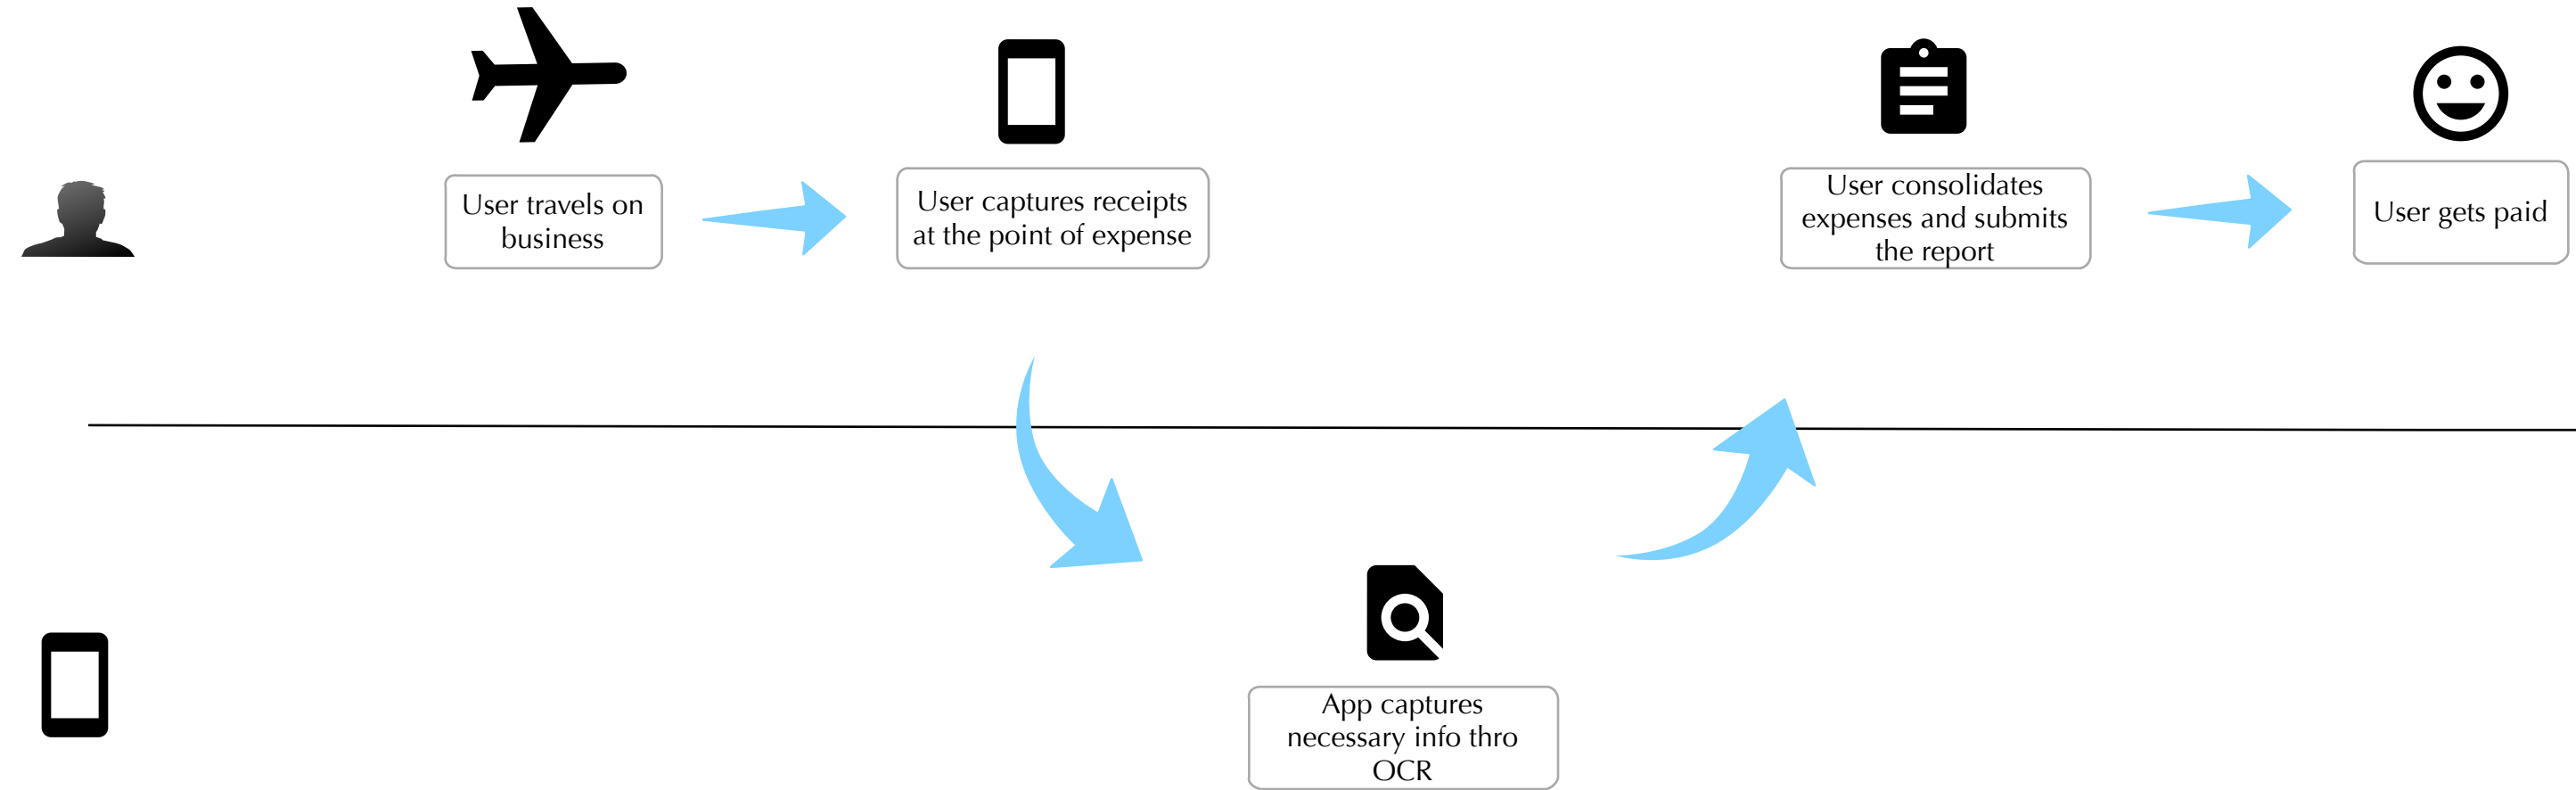 User travels on
business
User captures receipts
at the point of expense
User consolidates
expenses and submits
the report
User gets paid
App captures
necessary info thro
OCR